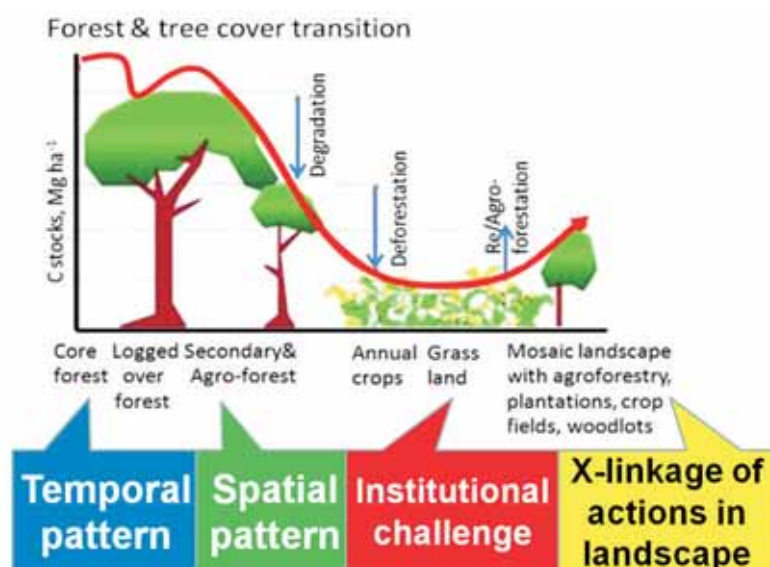 Forest & tree cover transition
C stocks, Mg ha⁻¹
Degradation
Deforestation
Re/Agro-
forestation
Core
forest
Logged
over
forest
Secondary&
Agro-forest
Annual
crops
Grass
land
Mosaic landscape
with agroforestry,
plantations, crop
fields, woodlots
Temporal
pattern
Spatial
pattern
Institutional
challenge
X-linkage of
actions in
landscape